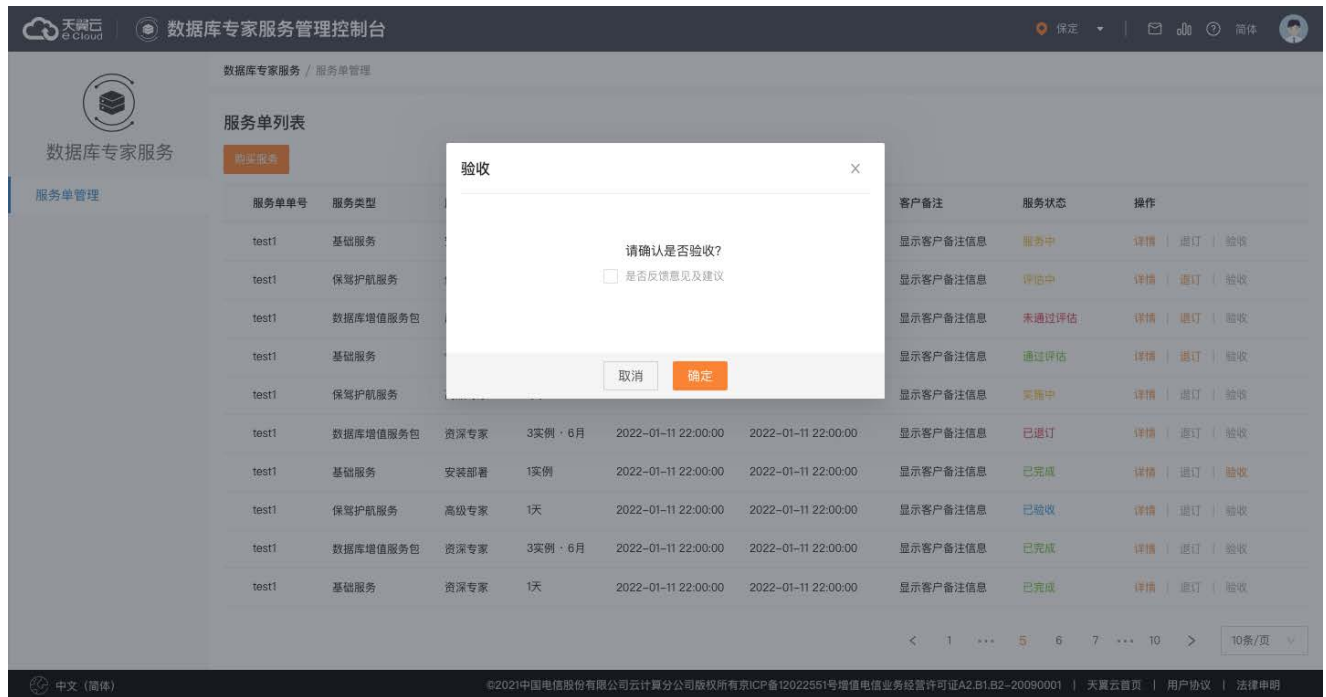 天翼云 e Cloud 数据库专家服务管理控制台 保定 简体
数据库专家服务 / 服务单管理
数据库专家服务
服务单管理
服务单列表
购买服务
验收
请确认是否验收?
是否反馈意见及建议
取消 确定
服务单单号 服务类型 客户备注 服务状态 操作
test1 基础服务 显示客户备注信息 服务中 详情 | 退订 | 验收
test1 保驾护航服务 显示客户备注信息 评估中 详情 | 退订 | 验收
test1 数据库增值服务包 显示客户备注信息 未通过评估 详情 | 退订 | 验收
test1 基础服务 显示客户备注信息 通过评估 详情 | 退订 | 验收
test1 保驾护航服务 显示客户备注信息 实施中 详情 | 退订 | 验收
test1 数据库增值服务包 资深专家 3实例 · 6月 2022-01-11 22:00:00 2022-01-11 22:00:00 显示客户备注信息 已退订 详情 | 退订 | 验收
test1 基础服务 安装部署 1实例 2022-01-11 22:00:00 2022-01-11 22:00:00 显示客户备注信息 已完成 详情 | 退订 | 验收
test1 保驾护航服务 高级专家 1天 2022-01-11 22:00:00 2022-01-11 22:00:00 显示客户备注信息 已验收 详情 | 退订 | 验收
test1 数据库增值服务包 资深专家 3实例 · 6月 2022-01-11 22:00:00 2022-01-11 22:00:00 显示客户备注信息 已完成 详情 | 退订 | 验收
test1 基础服务 资深专家 1天 2022-01-11 22:00:00 2022-01-11 22:00:00 显示客户备注信息 已完成 详情 | 退订 | 验收
< 1 ••• 5 6 7 ••• 10 > 10条/页
中文（简体） ©2021中国电信股份有限公司云计算分公司版权所有京ICP备12022551号增值电信业务经营许可证A2.B1.B2-20090001 | 天翼云首页 | 用户协议 | 法律申明